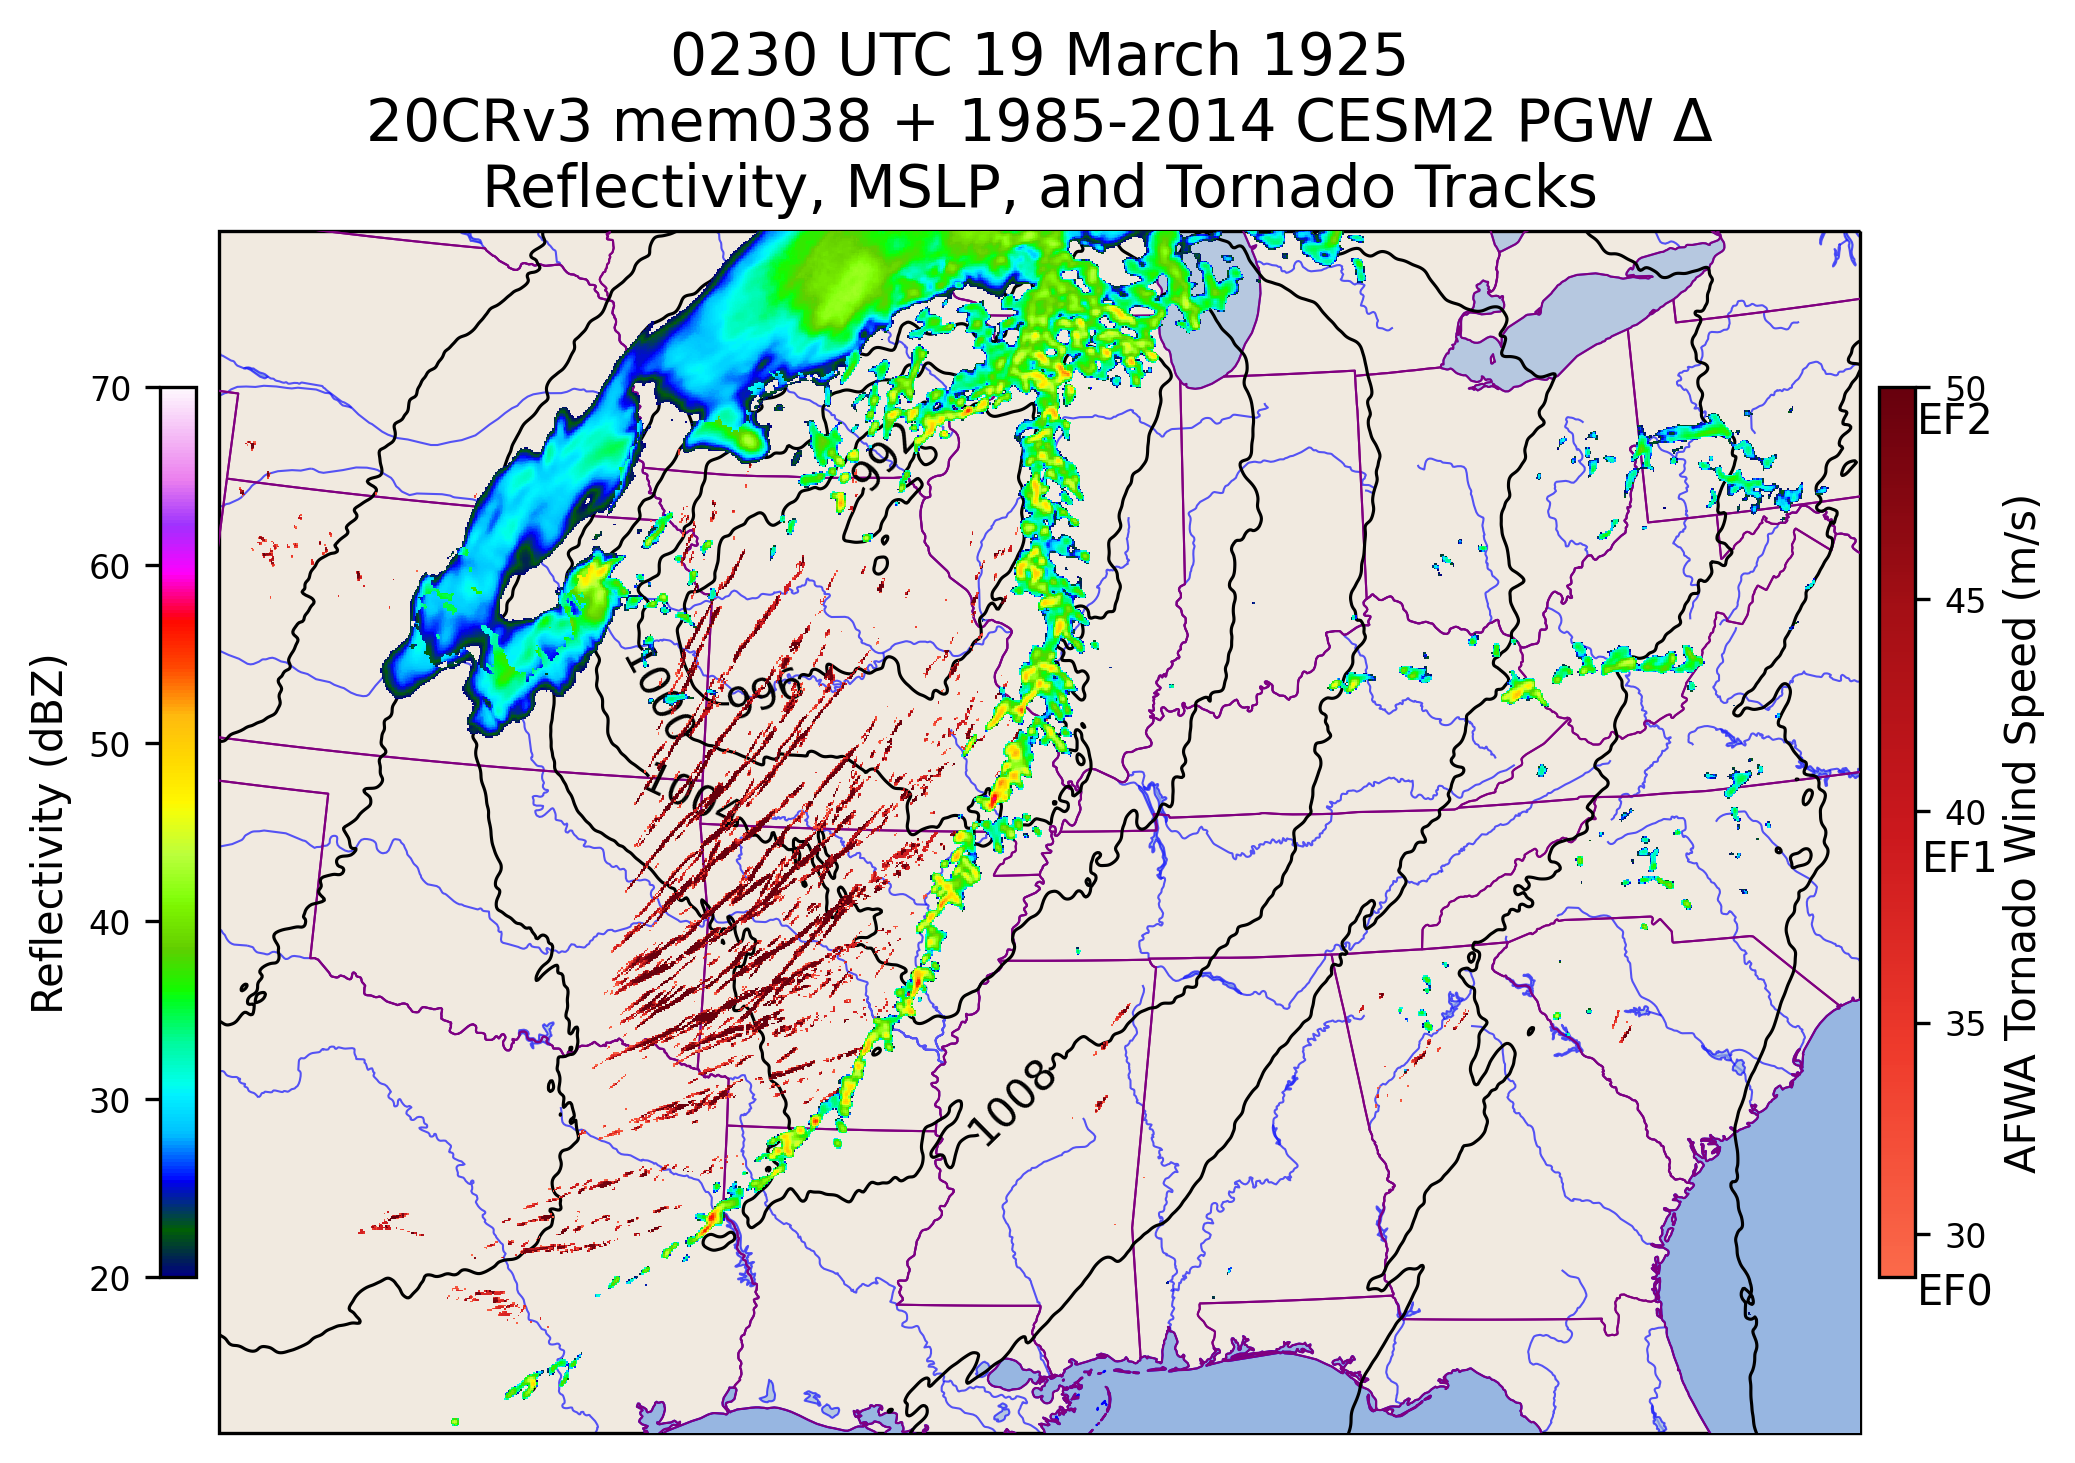 0230 UTC 19 March 1925
20CRv3 mem038 + 1985-2014 CESM2 PGW Δ
Reflectivity, MSLP, and Tornado Tracks
Reflectivity (dBZ)
70
60
50
40
30
20
992
1000
996
1004
1008
50
EF2
45
40
EF1
35
30
EF0
AFWA Tornado Wind Speed (m/s)